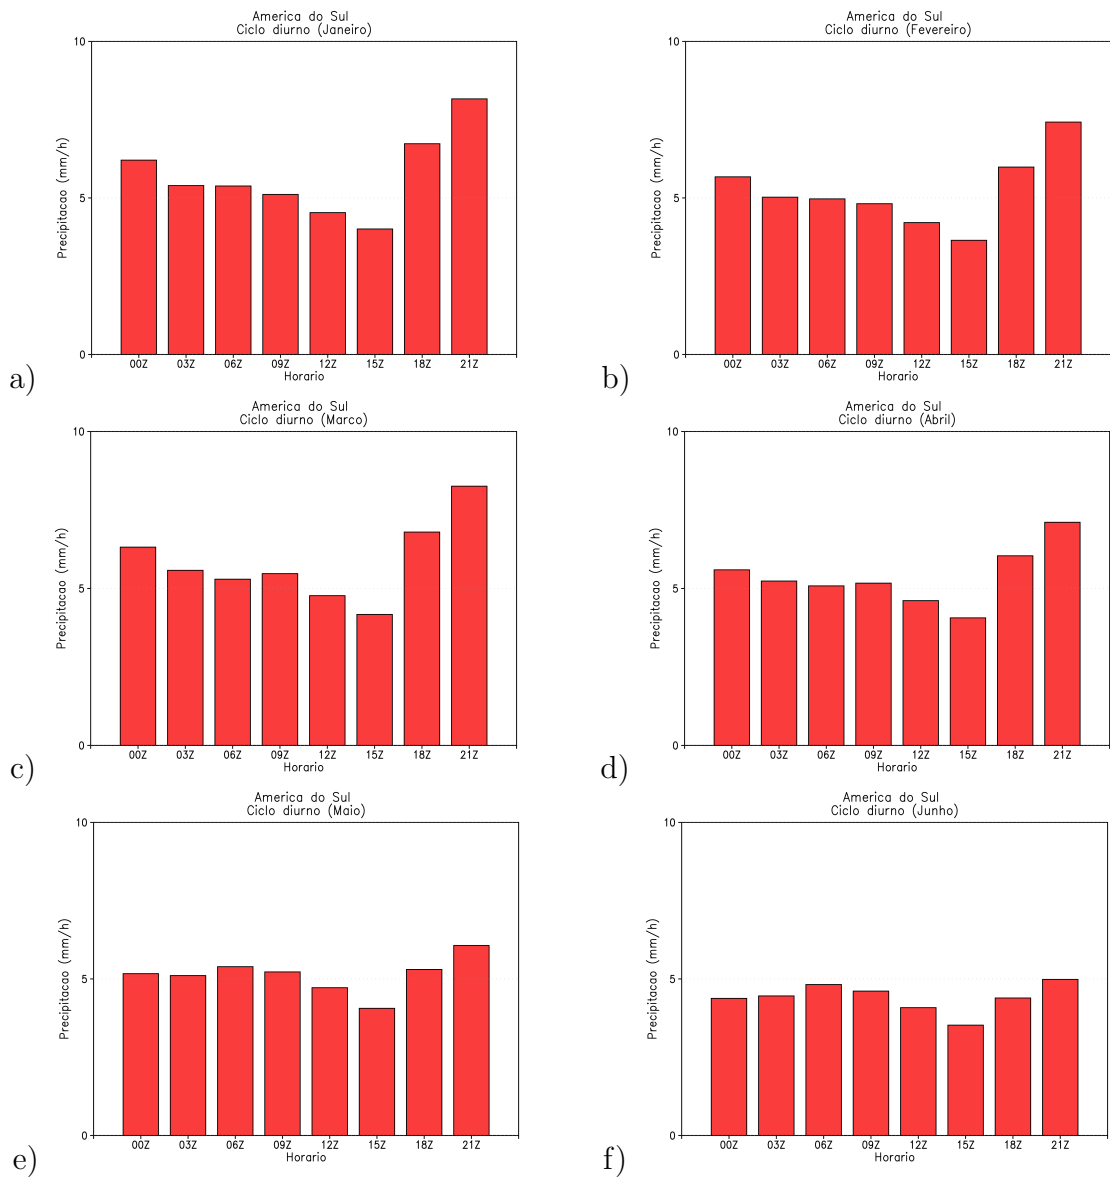 America do Sul
Ciclo diurno (Janeiro)
10
5
0
Precipitacao (mm/h)
00Z 03Z 06Z 09Z 12Z 15Z 18Z 21Z
Horario
a)
America do Sul
Ciclo diurno (Fevereiro)
10
5
0
Precipitacao (mm/h)
00Z 03Z 06Z 09Z 12Z 15Z 18Z 21Z
Horario
b)
America do Sul
Ciclo diurno (Marco)
10
5
0
Precipitacao (mm/h)
00Z 03Z 06Z 09Z 12Z 15Z 18Z 21Z
Horario
c)
America do Sul
Ciclo diurno (Abril)
10
5
0
Precipitacao (mm/h)
00Z 03Z 06Z 09Z 12Z 15Z 18Z 21Z
Horario
d)
America do Sul
Ciclo diurno (Maio)
10
5
0
Precipitacao (mm/h)
00Z 03Z 06Z 09Z 12Z 15Z 18Z 21Z
Horario
e)
America do Sul
Ciclo diurno (Junho)
10
5
0
Precipitacao (mm/h)
00Z 03Z 06Z 09Z 12Z 15Z 18Z 21Z
Horario
f)